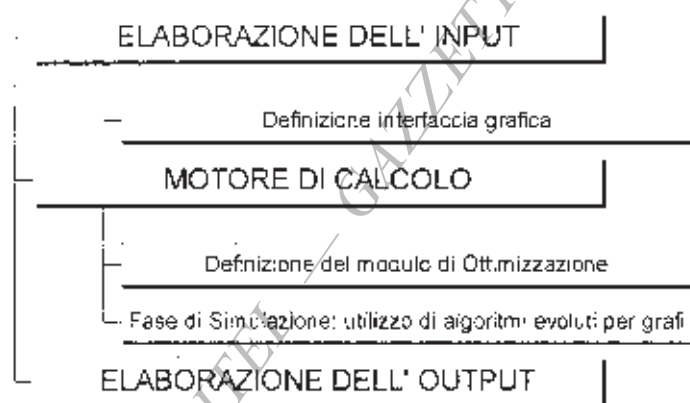 ELABORAZIONE DELL' INPUT
Definizione interfaccia grafica
MOTORE DI CALCOLO
Definizione del modulo di Ottimizzazione
Fase di Simulazione: utilizzo di algoritmi evoluti per grafi
ELABORAZIONE DELL' OUTPUT